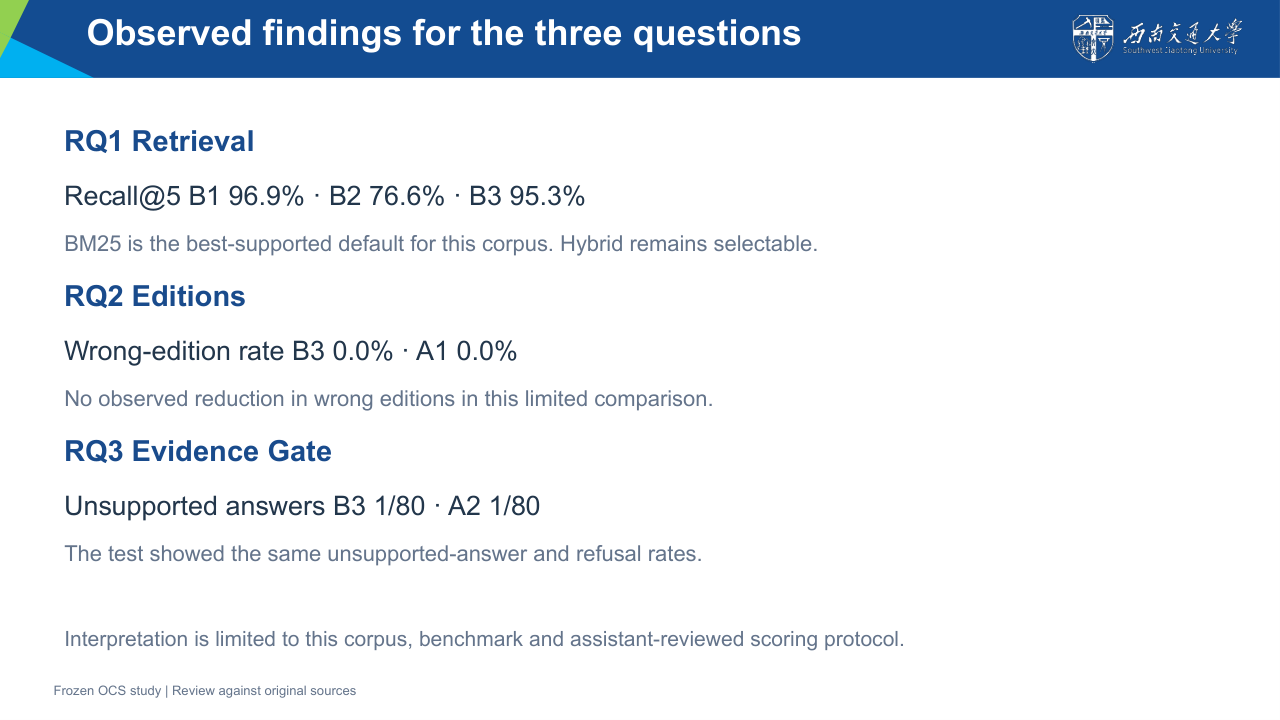 Observed findings for the three questions
西南交通大学
Southwest Jiaotong University
RQ1 Retrieval
Recall@5 B1 96.9% · B2 76.6% · B3 95.3%
BM25 is the best-supported default for this corpus. Hybrid remains selectable.
RQ2 Editions
Wrong-edition rate B3 0.0% · A1 0.0%
No observed reduction in wrong editions in this limited comparison.
RQ3 Evidence Gate
Unsupported answers B3 1/80 · A2 1/80
The test showed the same unsupported-answer and refusal rates.
Interpretation is limited to this corpus, benchmark and assistant-reviewed scoring protocol.
Frozen OCS study | Review against original sources